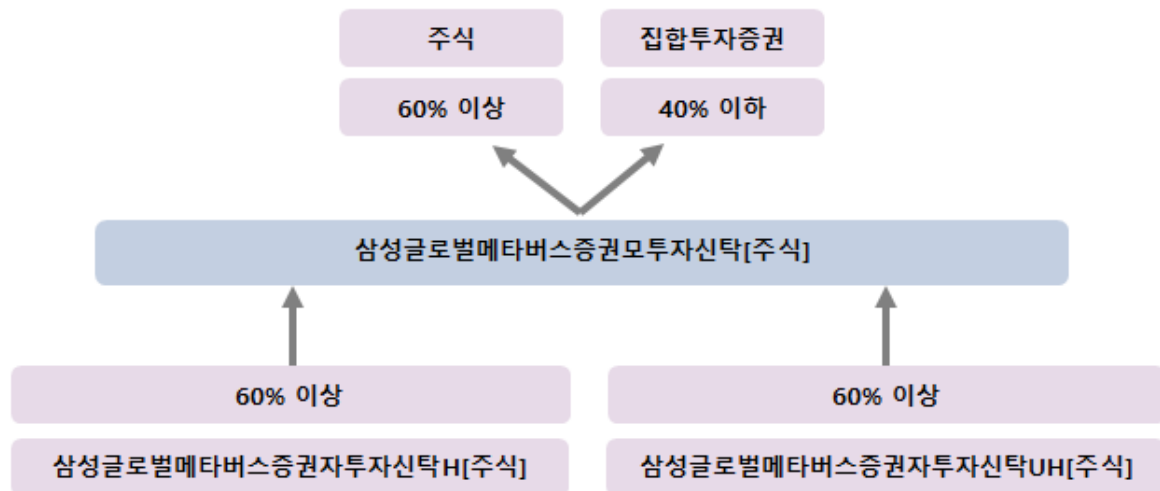 주식
집합투자증권
60% 이상
40% 이하
삼성글로벌메타버스증권모투자신탁[주식]
60% 이상
60% 이상
삼성글로벌메타버스증권자투자신탁H[주식]
삼성글로벌메타버스증권자투자신탁UH[주식]